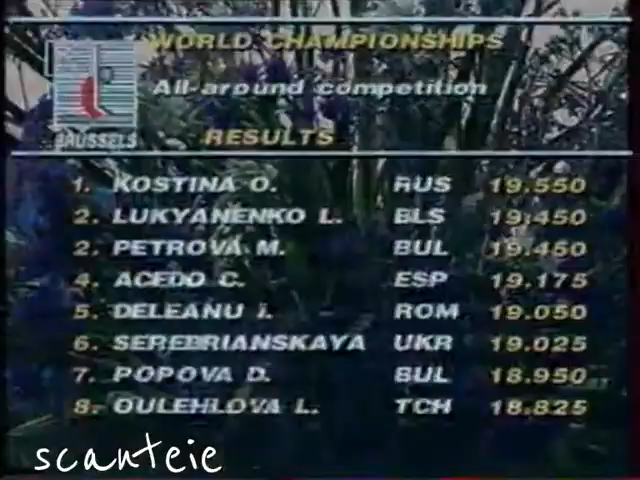 WORLD CHAMPIONSHIPS
All-around competition
BRUSSELS
RESULTS
1. KOSTINA O. RUS 19.550
2. LUKYANENKO L. BLS 19.450
2. PETROVA M. BUL 19.450
4. ACEDO C. ESP 19.175
5. DELEANU I. ROM 19.050
6. SEREBRIANSKAYA UKR 19.025
7. POPOVA D. BUL 18.950
8. OULEHLOVA L. TCH 18.825
scanteie